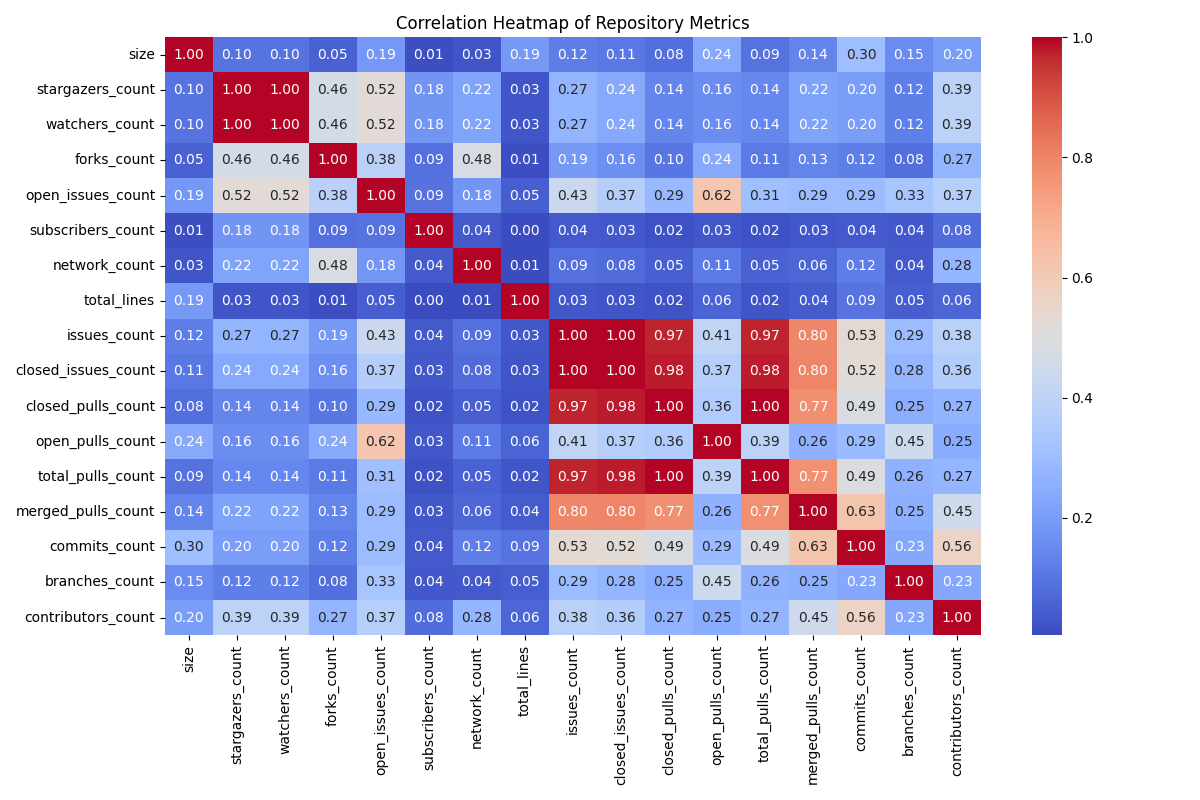 Correlation Heatmap of Repository Metrics
size 1.00 0.10 0.10 0.05 0.19 0.01 0.03 0.19 0.12 0.11 0.08 0.24 0.09 0.14 0.30 0.15 0.20
stargazers_count 0.10 1.00 1.00 0.46 0.52 0.18 0.22 0.03 0.27 0.24 0.14 0.16 0.14 0.22 0.20 0.12 0.39
watchers_count 0.10 1.00 1.00 0.46 0.52 0.18 0.22 0.03 0.27 0.24 0.14 0.16 0.14 0.22 0.20 0.12 0.39
forks_count 0.05 0.46 0.46 1.00 0.38 0.09 0.48 0.01 0.19 0.16 0.10 0.24 0.11 0.13 0.12 0.08 0.27
open_issues_count 0.19 0.52 0.52 0.38 1.00 0.09 0.18 0.05 0.43 0.37 0.29 0.62 0.31 0.29 0.29 0.33 0.37
subscribers_count 0.01 0.18 0.18 0.09 0.09 1.00 0.04 0.00 0.04 0.03 0.02 0.03 0.02 0.03 0.04 0.04 0.08
network_count 0.03 0.22 0.22 0.48 0.18 0.04 1.00 0.01 0.09 0.08 0.05 0.11 0.05 0.06 0.12 0.04 0.28
total_lines 0.19 0.03 0.03 0.01 0.05 0.00 0.01 1.00 0.03 0.03 0.02 0.06 0.02 0.04 0.09 0.05 0.06
issues_count 0.12 0.27 0.27 0.19 0.43 0.04 0.09 0.03 1.00 1.00 0.97 0.41 0.97 0.80 0.53 0.29 0.38
closed_issues_count 0.11 0.24 0.24 0.16 0.37 0.03 0.08 0.03 1.00 1.00 0.98 0.37 0.98 0.80 0.52 0.28 0.36
closed_pulls_count 0.08 0.14 0.14 0.10 0.29 0.02 0.05 0.02 0.97 0.98 1.00 0.36 1.00 0.77 0.49 0.25 0.27
open_pulls_count 0.24 0.16 0.16 0.24 0.62 0.03 0.11 0.06 0.41 0.37 0.36 1.00 0.39 0.26 0.29 0.45 0.25
total_pulls_count 0.09 0.14 0.14 0.11 0.31 0.02 0.05 0.02 0.97 0.98 1.00 0.39 1.00 0.77 0.49 0.26 0.27
merged_pulls_count 0.14 0.22 0.22 0.13 0.29 0.03 0.06 0.04 0.80 0.80 0.77 0.26 0.77 1.00 0.63 0.25 0.45
commits_count 0.30 0.20 0.20 0.12 0.29 0.04 0.12 0.09 0.53 0.52 0.49 0.29 0.49 0.63 1.00 0.23 0.56
branches_count 0.15 0.12 0.12 0.08 0.33 0.04 0.04 0.05 0.29 0.28 0.25 0.45 0.26 0.25 0.23 1.00 0.23
contributors_count 0.20 0.39 0.39 0.27 0.37 0.08 0.28 0.06 0.38 0.36 0.27 0.25 0.27 0.45 0.56 0.23 1.00
size
stargazers_count
watchers_count
forks_count
open_issues_count
subscribers_count
network_count
total_lines
issues_count
closed_issues_count
closed_pulls_count
open_pulls_count
total_pulls_count
merged_pulls_count
commits_count
branches_count
contributors_count
1.0
0.8
0.6
0.4
0.2